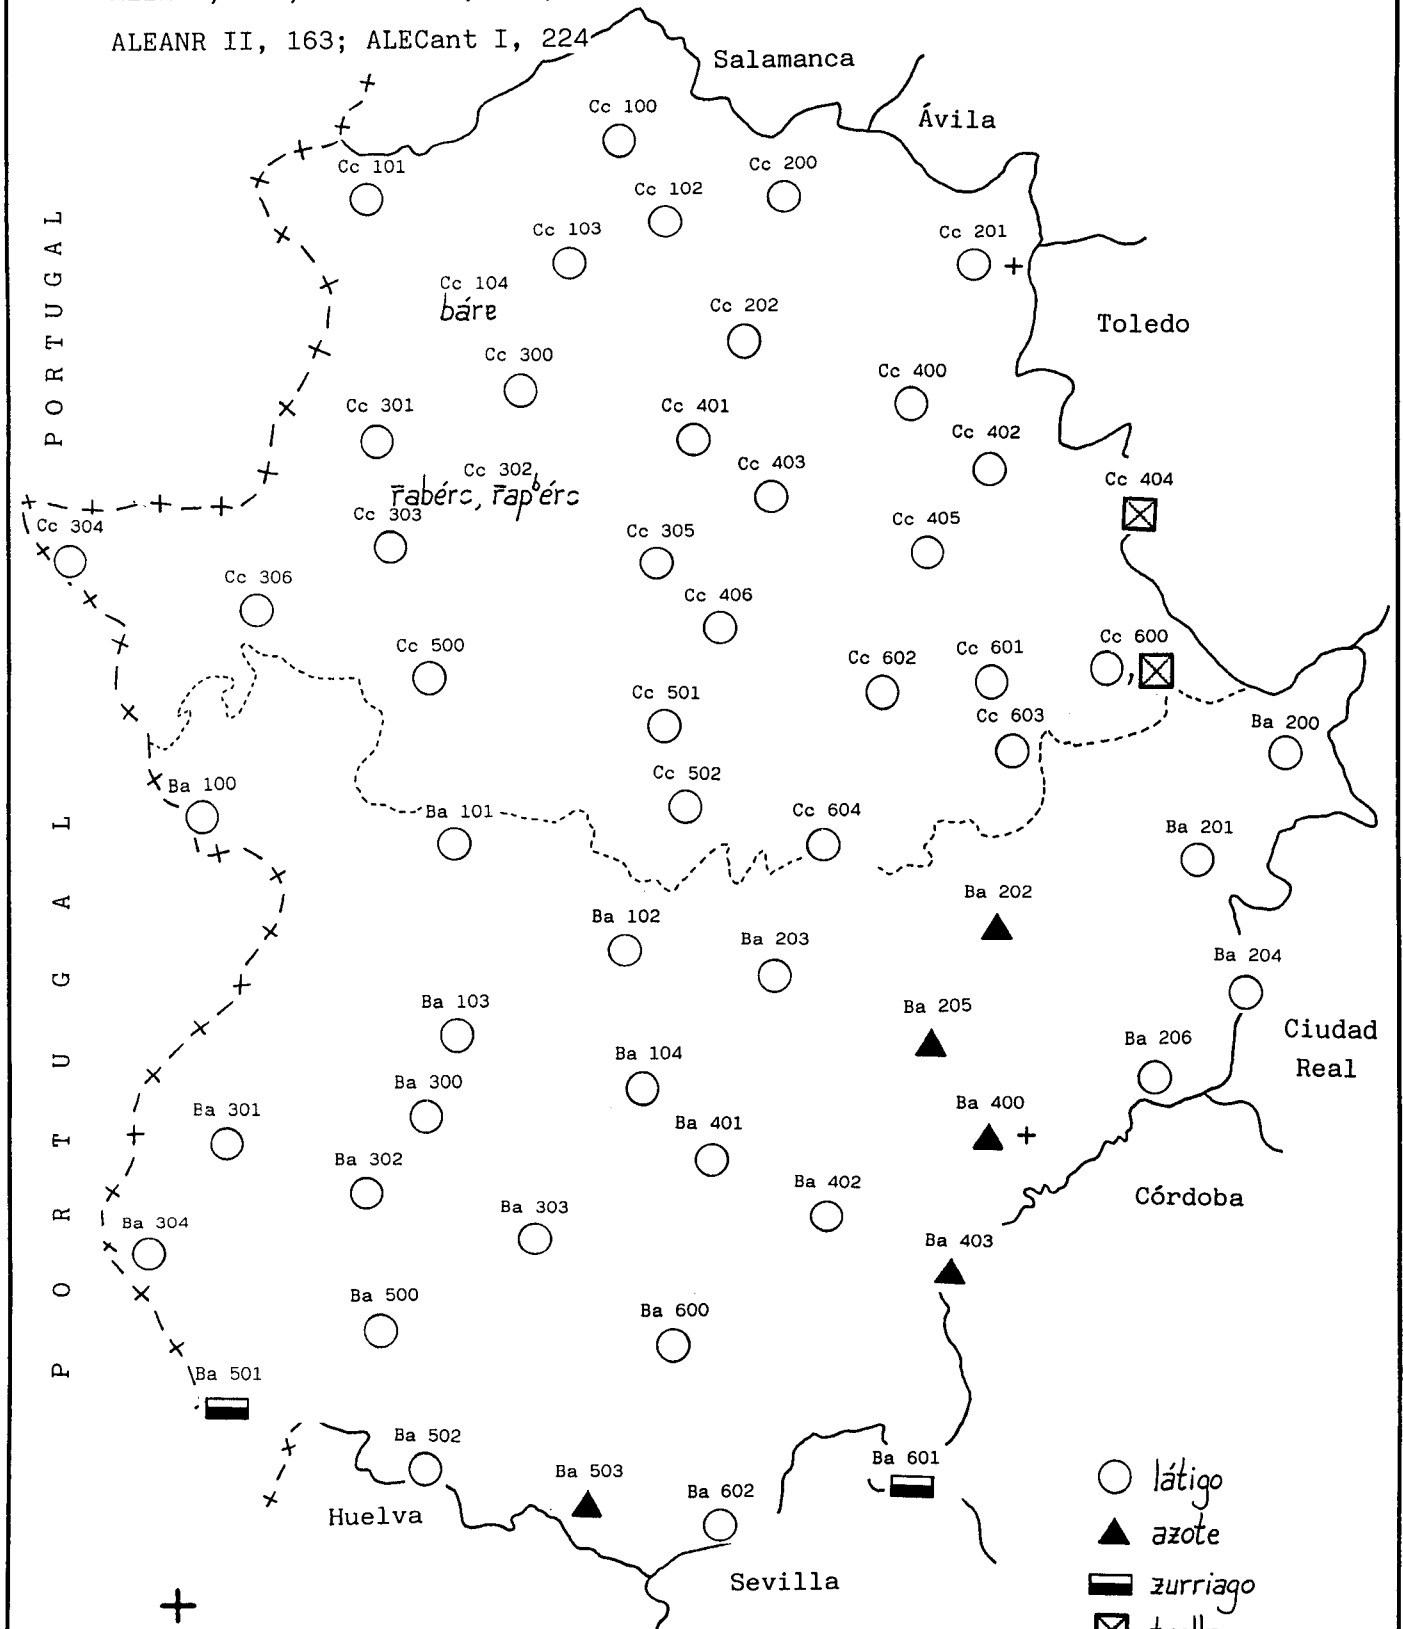 ALEANR II, 163; ALECant I, 224
Salamanca
Cc 100
Ávila
Cc 101
Cc 200
Cc 102
Cc 103
Cc 201
PORTUGAL
Cc 104
báre
Cc 202
Toledo
Cc 300
Cc 400
Cc 301
Cc 401
Cc 402
Cc 403
Cc 302
Cc 404
Cc 303
Cc 304
Cc 405
Cc 305
Cc 306
Cc 406
Cc 500
Cc 602
Cc 601
Cc 600
,
Cc 501
Cc 603
Ba 200
Cc 502
Ba 100
Ba 101
Cc 604
Ba 201
PORTUGAL
Ba 202
Ba 102
Ba 203
Ba 204
Ba 103
Ba 205
Ciudad
Real
Ba 206
Ba 104
Ba 300
Ba 400
Ba 301
Ba 401
Ba 302
Ba 402
Córdoba
Ba 303
Ba 304
Ba 403
Ba 500
Ba 600
Ba 501
Ba 502
Ba 601
Ba 503
Ba 602
Huelva
Sevilla
látigo
azote
zurriago